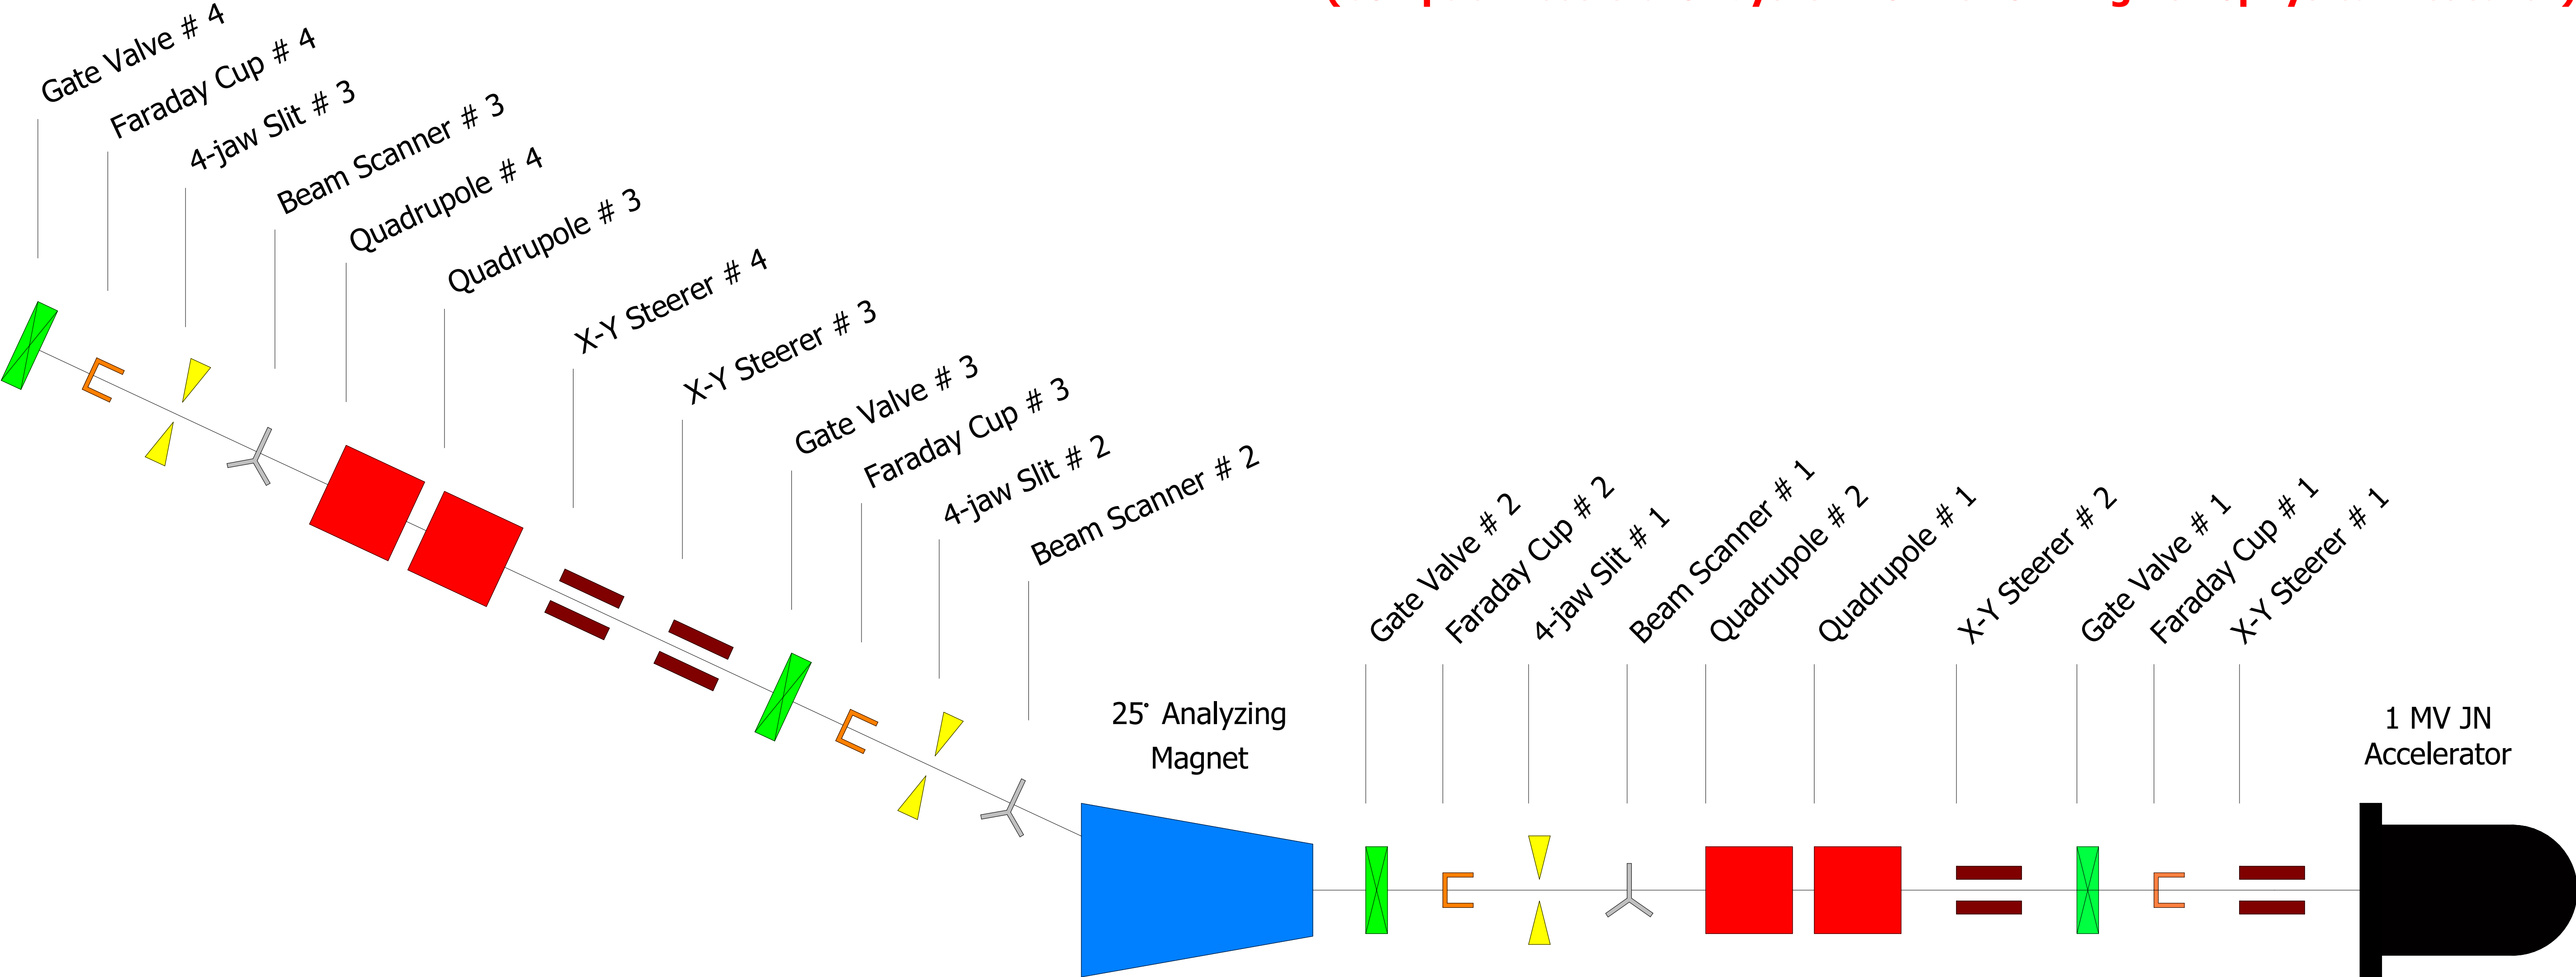 Gate Valve # 4
Faraday Cup # 4
4-jaw Slit # 3
Beam Scanner # 3
Quadrupole # 4
Quadrupole # 3
X-Y Steerer # 4
X-Y Steerer # 3
Gate Valve # 3
Faraday Cup # 3
4-jaw Slit # 2
Beam Scanner # 2
25° Analyzing
Magnet
Gate Valve # 2
Faraday Cup # 2
4-jaw Slit # 1
Beam Scanner # 1
Quadrupole # 2
Quadrupole # 1
X-Y Steerer # 2
Gate Valve # 1
Faraday Cup # 1
X-Y Steerer # 1
1 MV JN
Accelerator